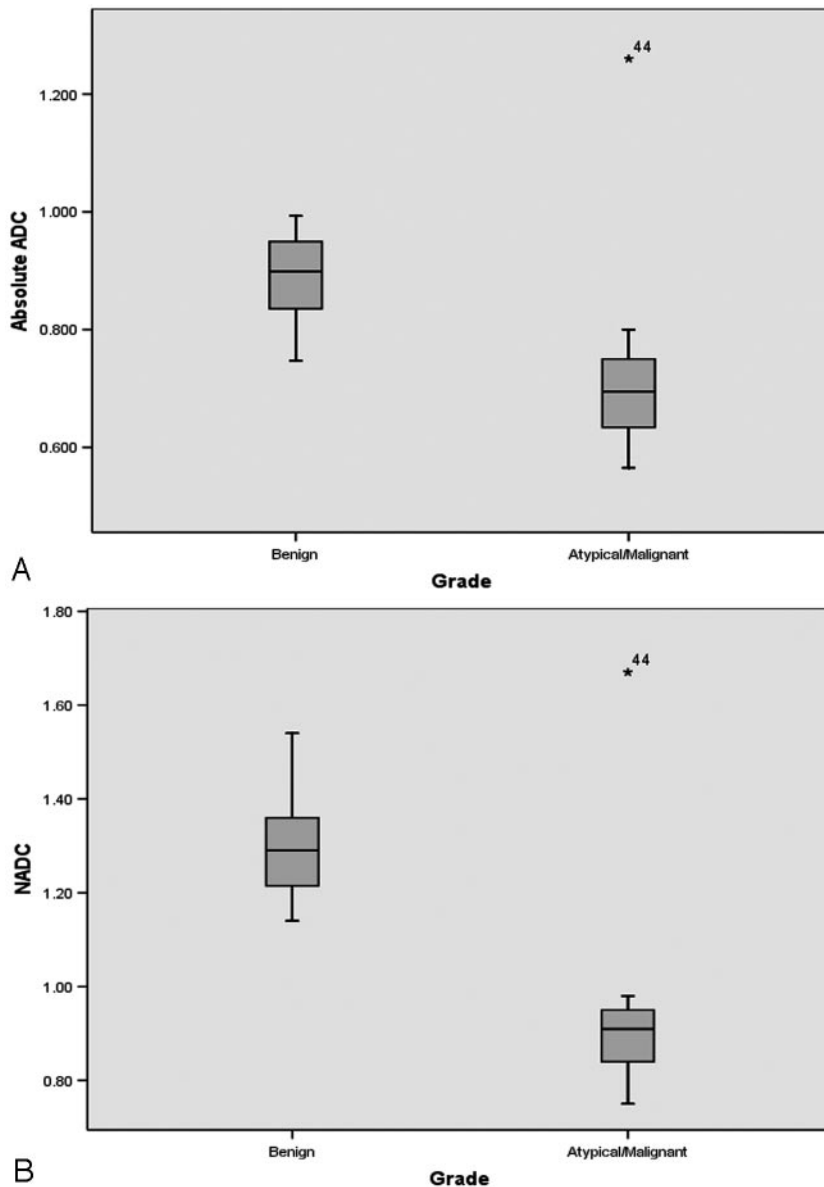 44
1.200
1.000
0.800
0.600
Absolute ADC
Benign Atypical/Malignant
Grade
A
1.80
44
1.60
1.40
1.20
1.00
0.80
NADC
Benign Atypical/Malignant
Grade
B